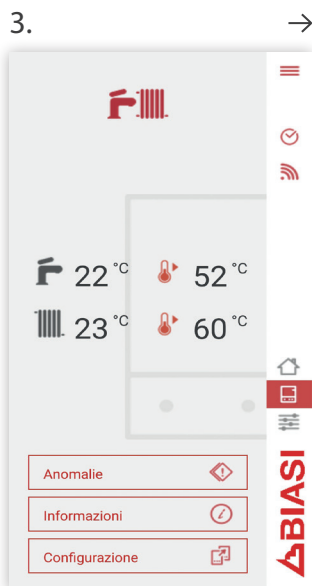 3.
22 °C 52 °C
23 °C 60 °C
Anomalie
Informazioni
Configurazione
BIASI